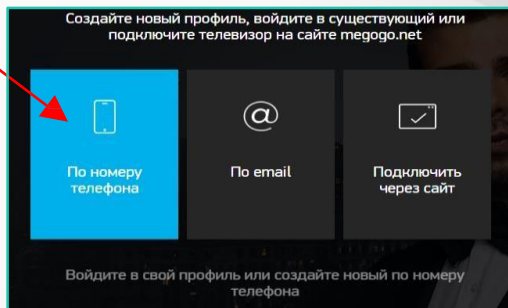 Создайте новый профиль, войдите в существующий или
подключите телевизор на сайте megogo.net
По номеру
телефона
По email
Подключить
через сайт
Войдите в свой профиль или создайте новый по номеру
телефона